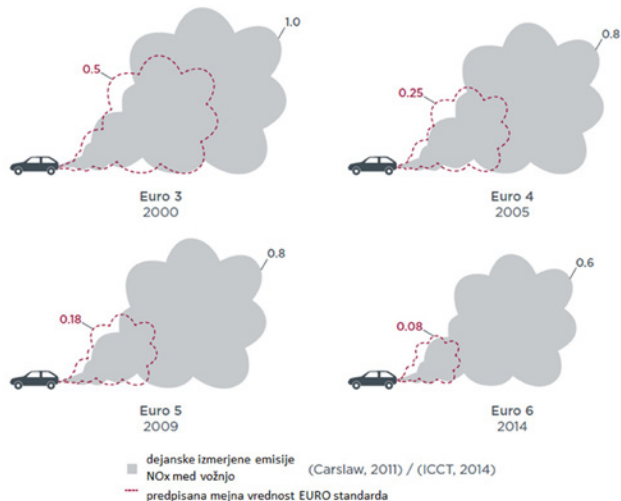 1.0
0.5
Euro 3
2000
0.8
0.25
Euro 4
2005
0.8
0.18
Euro 5
2009
0.6
0.08
Euro 6
2014
dejanske izmerjene emisije
NOx med vožnjo
(Carslaw, 2011) / (ICCT, 2014)
predpisana mejna vrednost EURO standarda